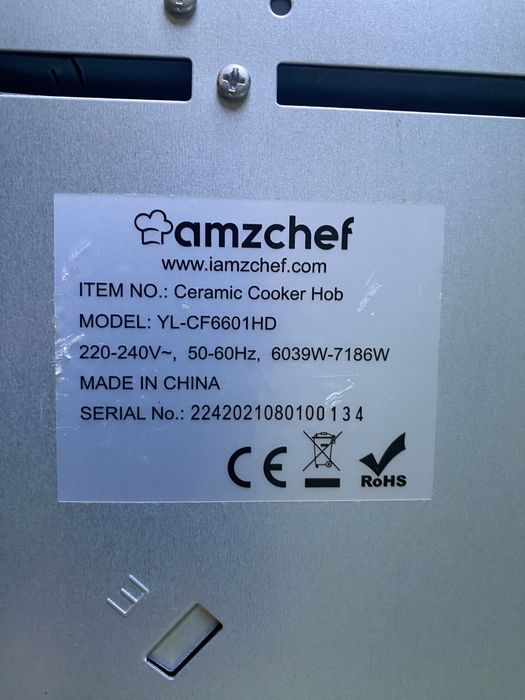 amzchef
www.iamzchef.com
ITEM NO.: Ceramic Cooker Hob
MODEL: YL-CF6601HD
220-240V~, 50-60Hz, 6039W-7186W
MADE IN CHINA
SERIAL No.: 2242021080100134
CE
RoHS
E